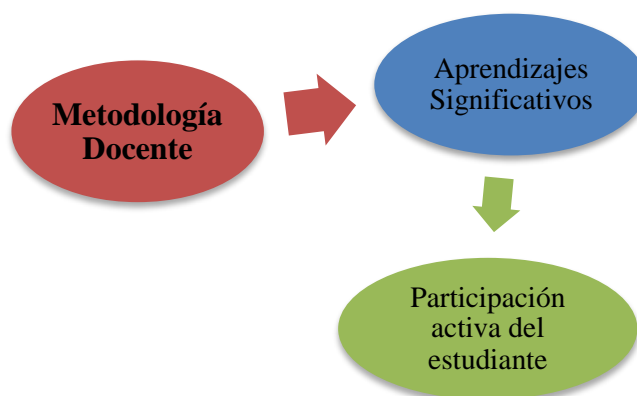 Metodología
Docente
Aprendizajes
Significativos
Participación
activa del
estudiante